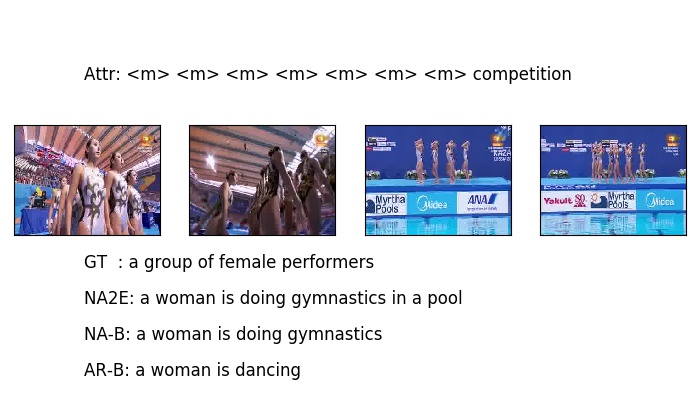 Attr: <m> <m> <m> <m> <m> <m> <m> competition
Myrtha Pools
Midea
ANA
Yakult
Myrtha Pools
Midea
GT : a group of female performers
NA2E: a woman is doing gymnastics in a pool
NA-B: a woman is doing gymnastics
AR-B: a woman is dancing